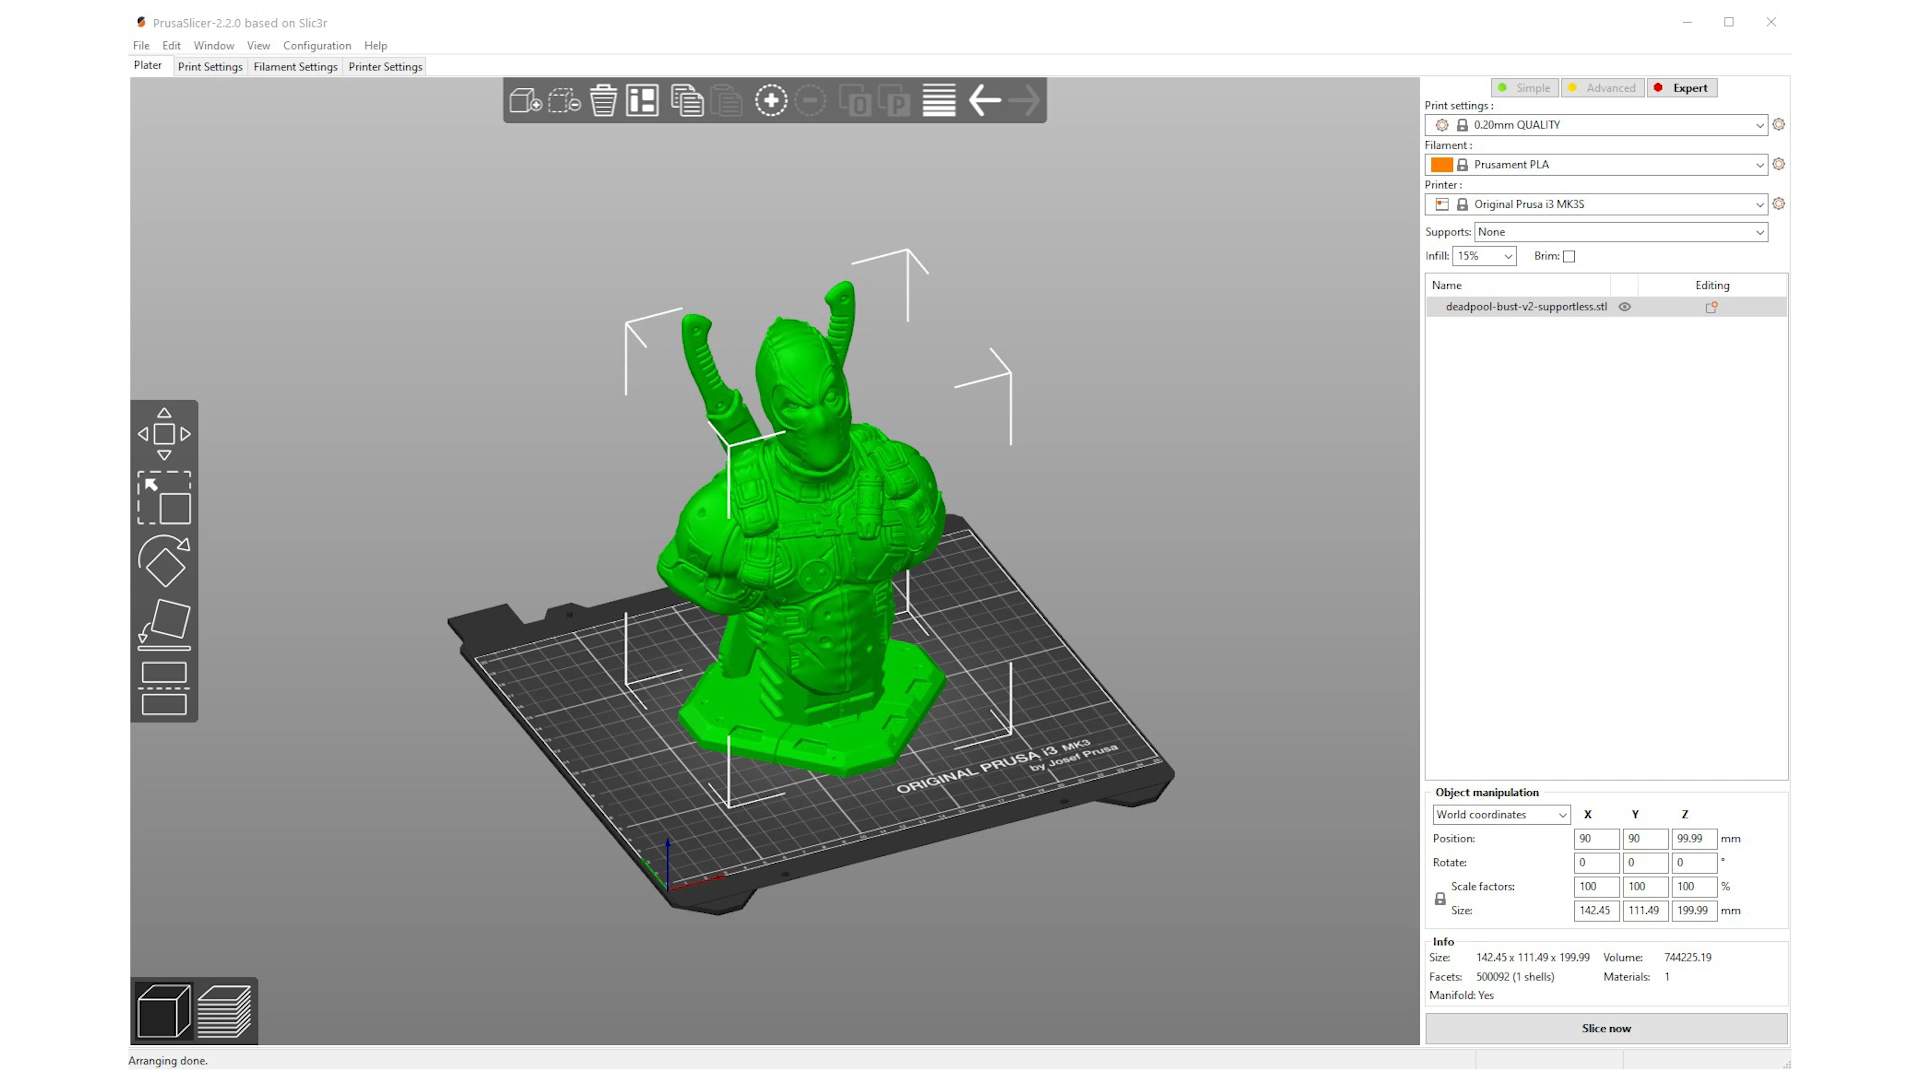 PrusaSlicer-2.2.0 based on Slic3r
File Edit Window View Configuration Help
Plater Print Settings Filament Settings Printer Settings
Simple Advanced Expert
Print settings :
0.20mm QUALITY
Filament :
Prusament PLA
Printer :
Original Prusa i3 MK3S
Supports: None
Infill: 15% Brim:
Name Editing
deadpool-bust-v2-supportless.stl
ORIGINAL PRUSA i3 MK3
by Josef Prusa
Object manipulation
World coordinates X Y Z
Position: 90 90 99.99 mm
Rotate: 0 0 0 °
Scale factors: 100 100 100 %
Size: 142.45 111.49 199.99 mm
Info
Size: 142.45 x 111.49 x 199.99 Volume: 744225.19
Facets: 500092 (1 shells) Materials: 1
Manifold: Yes
Slice now
Arranging done.